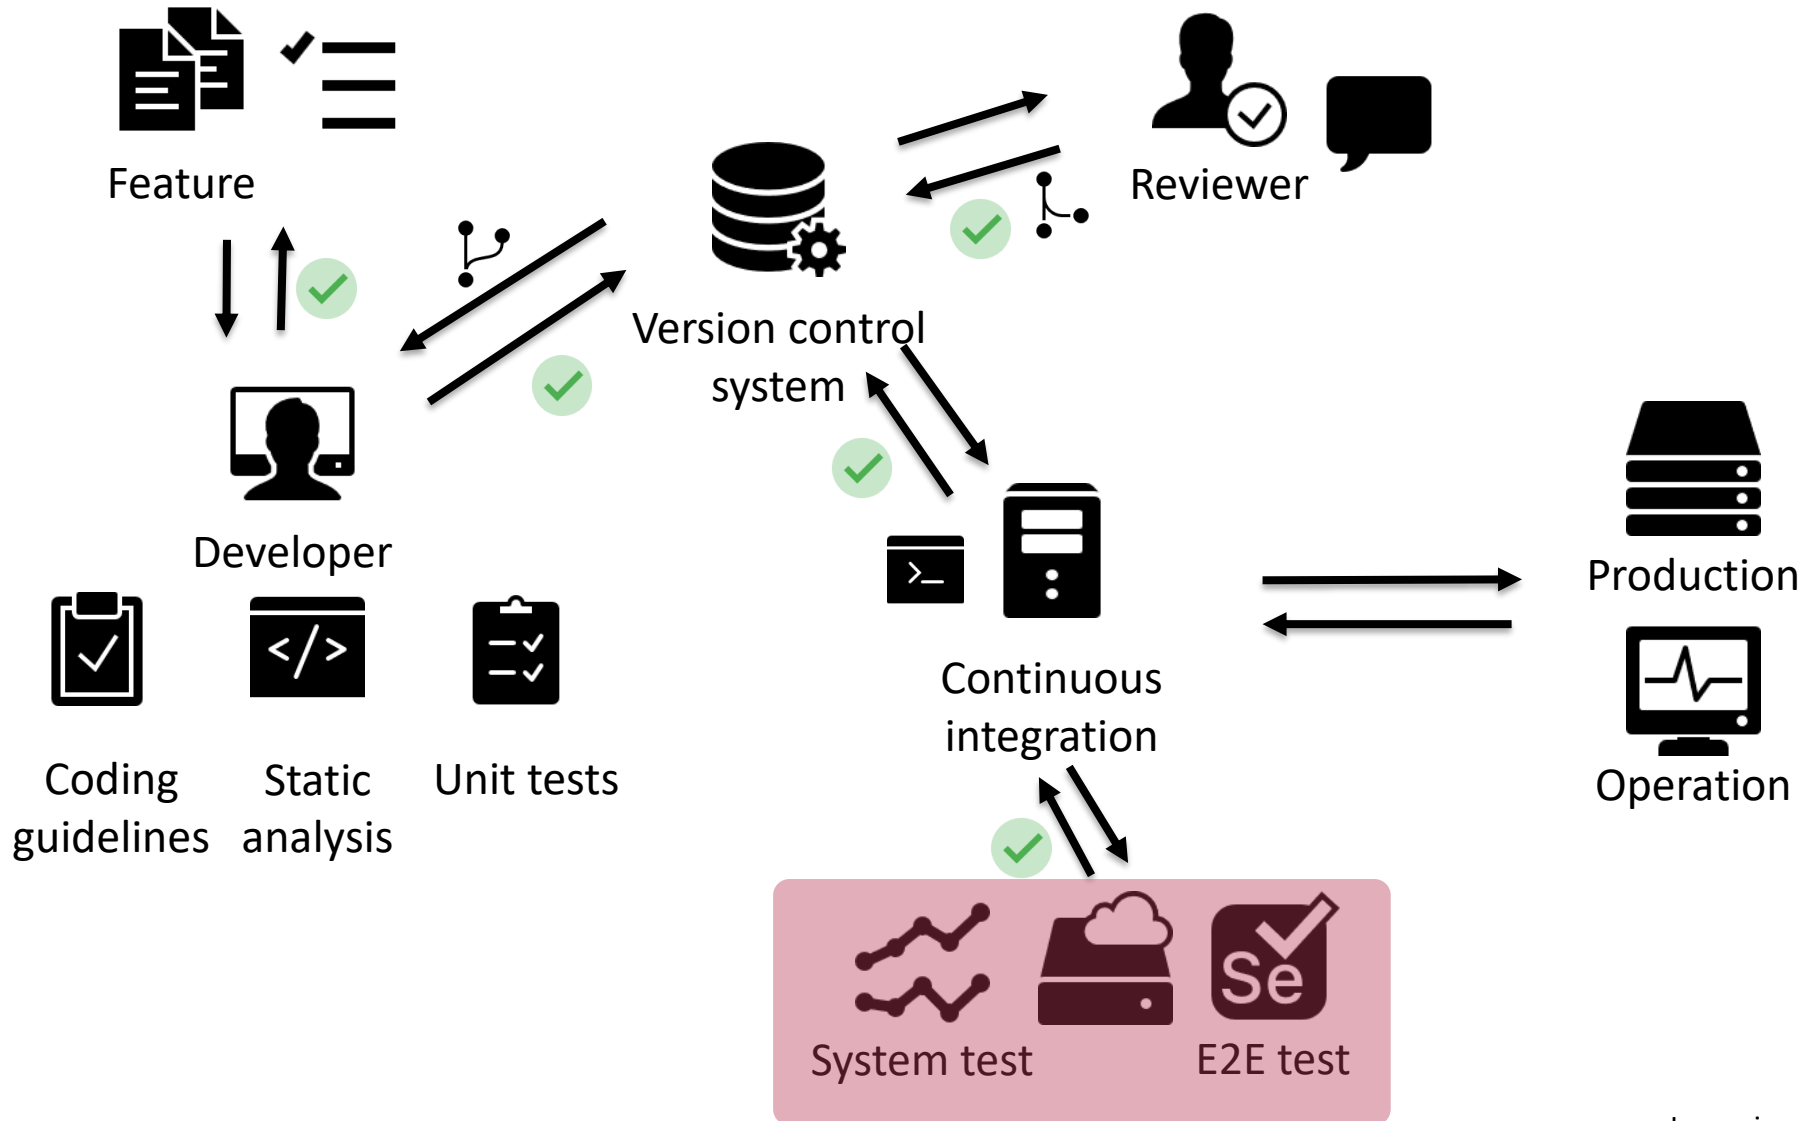 Feature
Reviewer
Version control
system
Developer
Production
Continuous
integration
Coding
guidelines
Static
analysis
Unit tests
Operation
Se
System test
E2E test